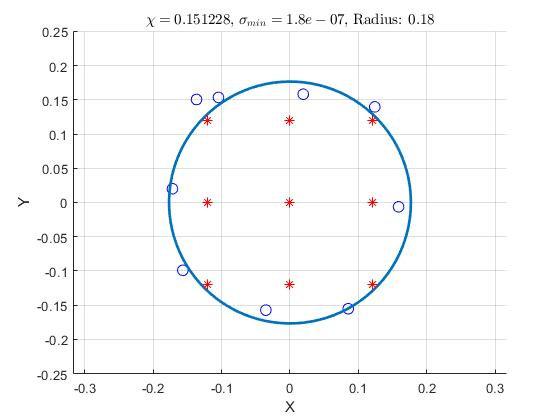 χ = 0.151228, σmin = 1.8e − 07, Radius: 0.18
0.25
0.2
0.15
0.1
0.05
0
-0.05
-0.1
-0.15
-0.2
-0.25
Y
-0.3 -0.2 -0.1 0 0.1 0.2 0.3
X